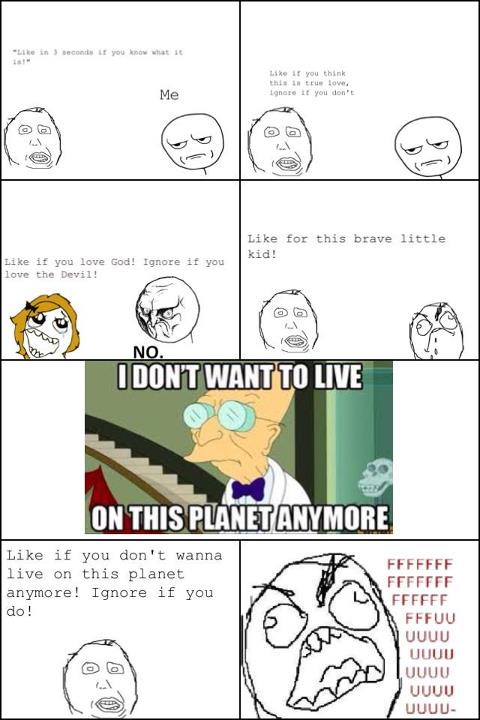 "Like in 3 seconds if you know what it
is!"
Me
Like if you think
this is true love,
ignore if you don't
Like if you love God! Ignore if you
love the Devil!
NO.
Like for this brave little
kid!
I DON'T WANT TO LIVE
ON THIS PLANET ANYMORE
Like if you don't wanna
live on this planet
anymore! Ignore if you
do!
FFFFFFF
FFFFFFF
FFFFFF
FFFUU
UUUU
UUUU
UUUU
UUUU
UUUU-